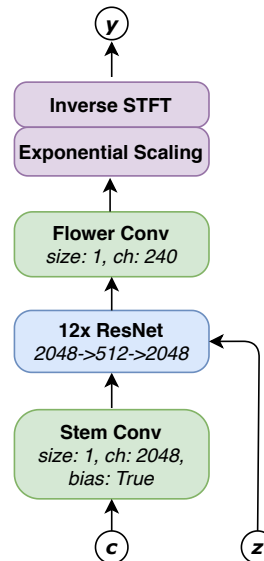 y
Inverse STFT
Exponential Scaling
Flower Conv
size: 1, ch: 240
12x ResNet
2048->512->2048
Stem Conv
size: 1, ch: 2048,
bias: True
c
z